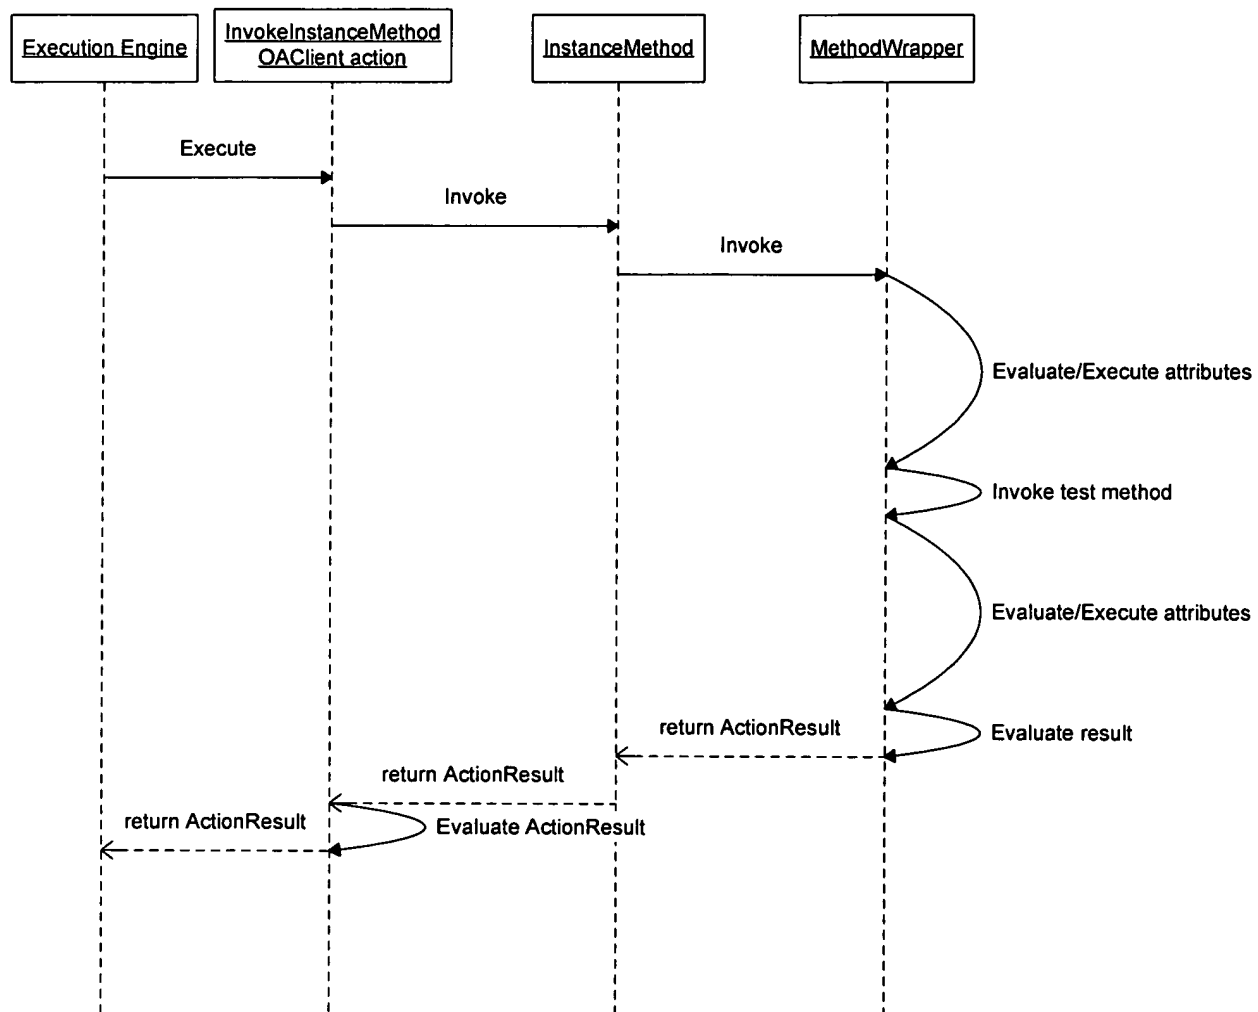 Execution Engine
InvokeInstanceMethod
OAClient action
InstanceMethod
MethodWrapper
Execute
Invoke
Invoke
Evaluate/Execute attributes
Invoke test method
Evaluate/Execute attributes
return ActionResult
Evaluate result
return ActionResult
return ActionResult
Evaluate ActionResult